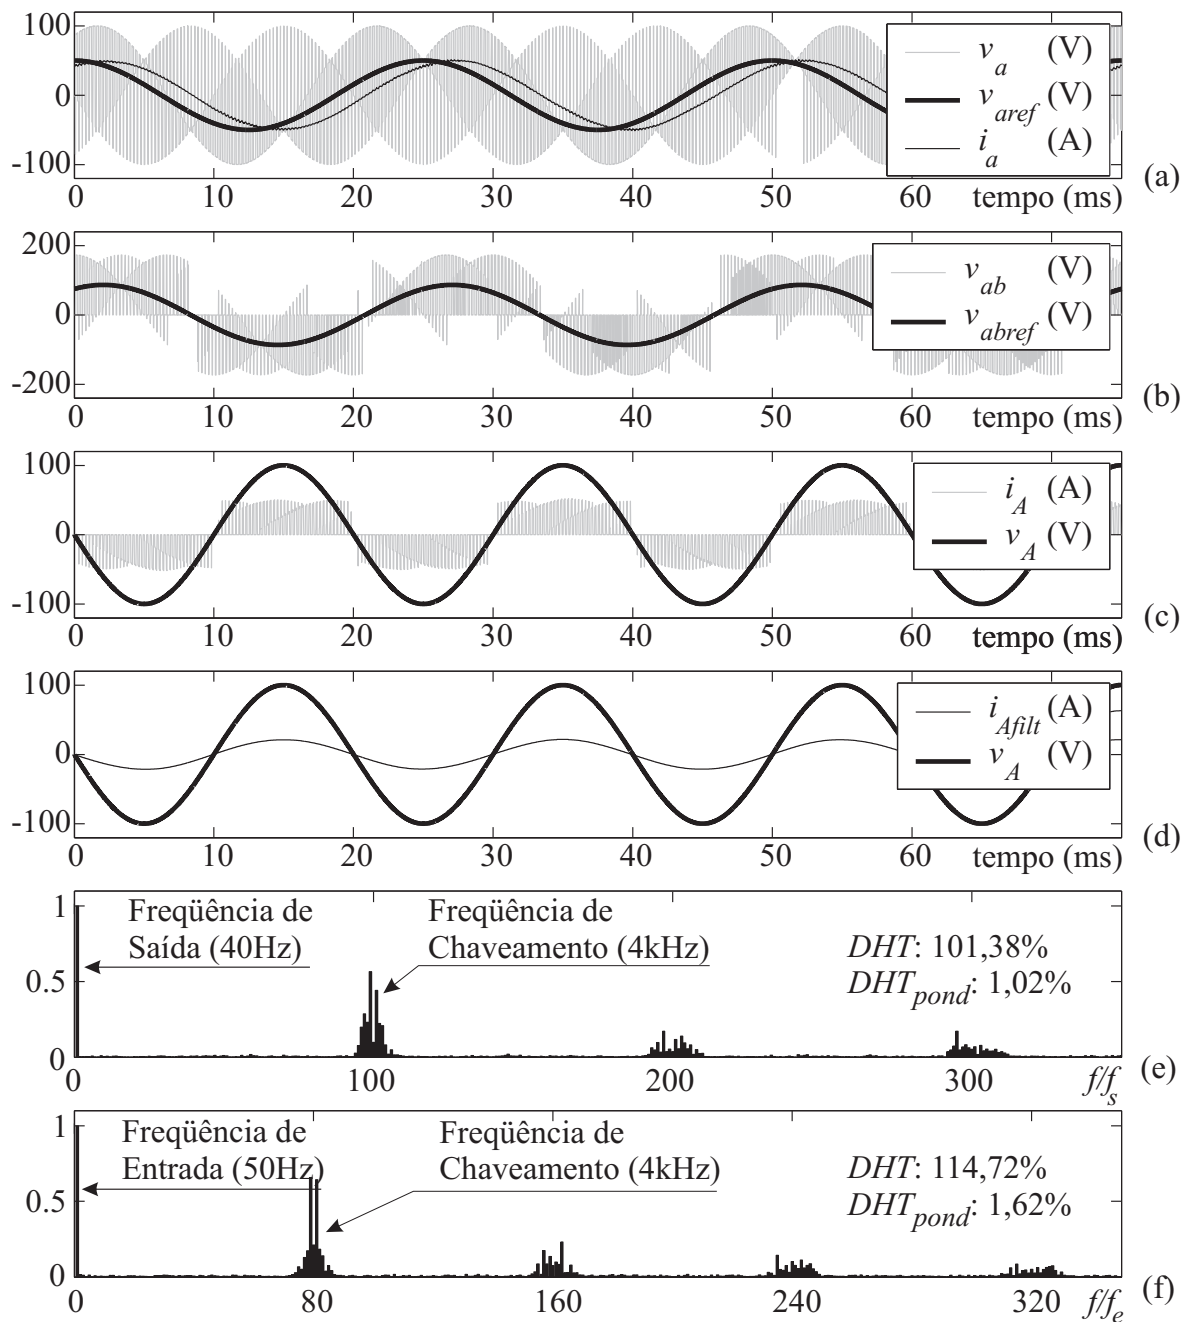 100
0
-100
v_a (V)
v_aref (V)
i_a (A)
0 10 20 30 40 50 60 tempo (ms)
(a)
200
0
-200
v_ab (V)
v_abref (V)
0 10 20 30 40 50 60 tempo (ms)
(b)
100
0
-100
i_A (A)
v_A (V)
0 10 20 30 40 50 60 tempo (ms)
(c)
100
0
-100
i_Afilt (A)
v_A (V)
0 10 20 30 40 50 60 tempo (ms)
(d)
1
0.5
0
Freqüência de
Saída (40Hz)
Freqüência de
Chaveamento (4kHz)
DHT: 101,38%
DHT_pond: 1,02%
0 100 200 300 f/f_s
(e)
1
0.5
0
Freqüência de
Entrada (50Hz)
Freqüência de
Chaveamento (4kHz)
DHT: 114,72%
DHT_pond: 1,62%
0 80 160 240 320 f/f_e
(f)